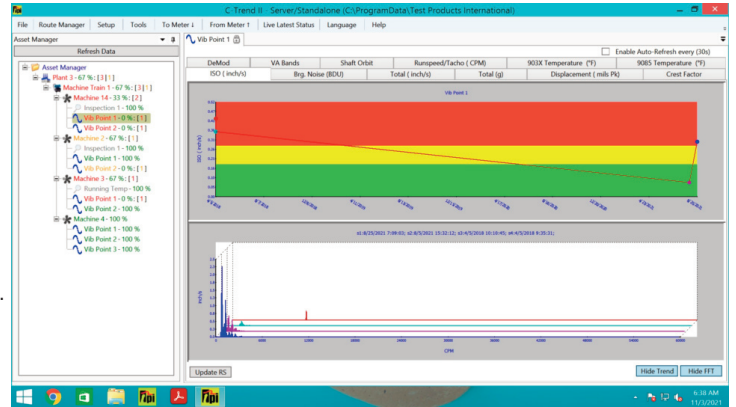 C-Trend II - Server/Standalone (C:\ProgramData\Test Products International)
File Route Manager Setup Tools To Meter ↓ From Meter ↑ Live Latest Status Language Help
Asset Manager
Refresh Data
Asset Manager
Plant 3 - 67 %: [3|1]
Machine Train 1 - 67 %: [3|1]
Machine 14 - 33 %: [2]
Inspection 1 - 100 %
Vib Point 1 - 0 %: [1]
Vib Point 2 - 0 %: [1]
Machine 2 - 67 %: [1]
Inspection 1 - 100 %
Vib Point 1 - 100 %
Vib Point 2 - 0 %: [1]
Machine 3 - 67 %: [1]
Running Temp - 100 %
Vib Point 1 - 0 %: [1]
Vib Point 2 - 100 %
Machine 4 - 100 %
Vib Point 1 - 100 %
Vib Point 2 - 100 %
Vib Point 3 - 100 %
Vib Point 1
Enable Auto-Refresh every (30s)
DeMod VA Bands Shaft Orbit Runspeed/Tacho ( CPM) 903X Temperature (°F) 9085 Temperature (°F)
ISO ( inch/s) Brg. Noise (BDU) Total ( inch/s) Total (g) Displacement ( mils Pk) Crest Factor
Vib Point 1
ISO ( inch/s)
s1:8/25/2021 7:09:03; s2:8/5/2021 15:32:12; s3:4/5/2018 10:10:45; s4:4/5/2018 9:35:31;
inch/s
CPM
Update RS
Hide Trend Hide FFT
tpi tpi
6:38 AM
11/3/2021